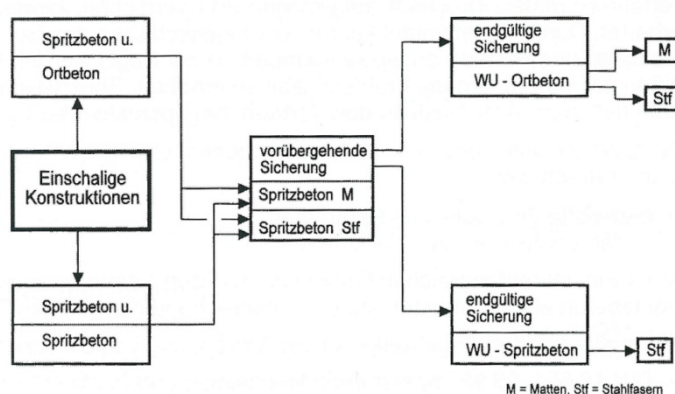 Spritzbeton u.
Ortbeton
Einschalige
Konstruktionen
Spritzbeton u.
Spritzbeton
vorübergehende
Sicherung
Spritzbeton M
Spritzbeton Stf
endgültige
Sicherung
WU - Ortbeton
M
Stf
endgültige
Sicherung
WU - Spritzbeton
Stf
M = Matten, Stf = Stahlfasern